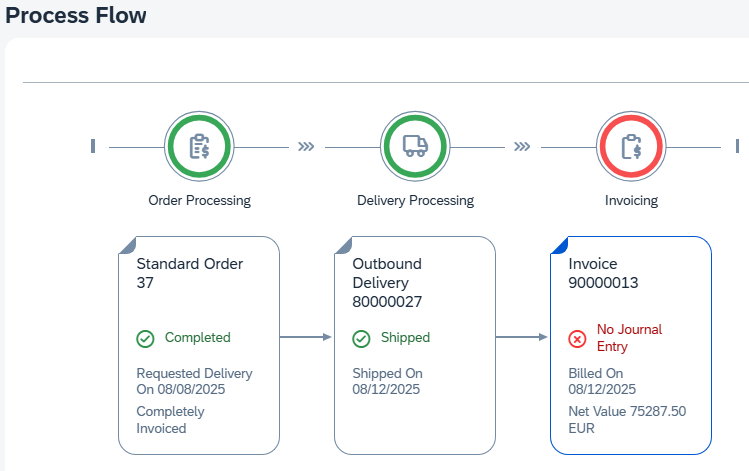 Process Flow
Order Processing
Delivery Processing
Invoicing
Standard Order
37
Completed
Requested Delivery
On 08/08/2025
Completely
Invoiced
Outbound
Delivery
80000027
Shipped
Shipped On
08/12/2025
Invoice
90000013
No Journal
Entry
Billed On
08/12/2025
Net Value 75287.50
EUR